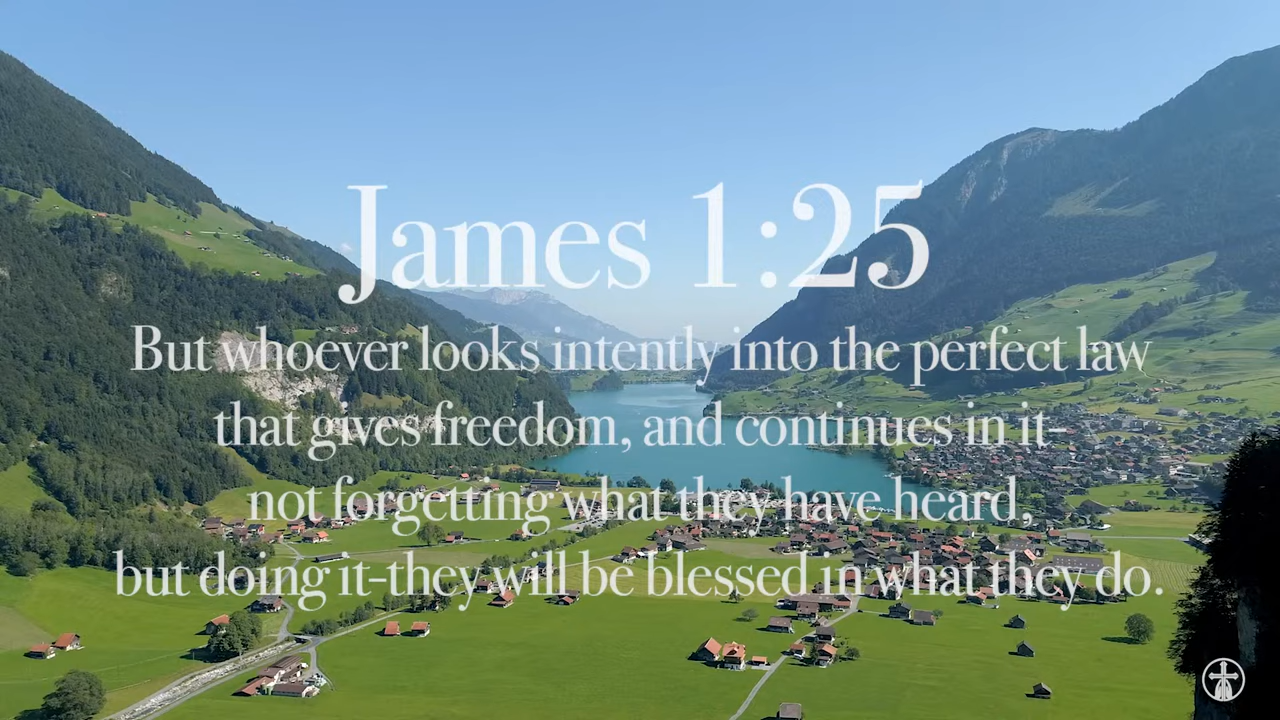 James 1:25
But whoever looks intently into the perfect law
that gives freedom, and continues in it-
not forgetting what they have heard,
but doing it-they will be blessed in what they do.